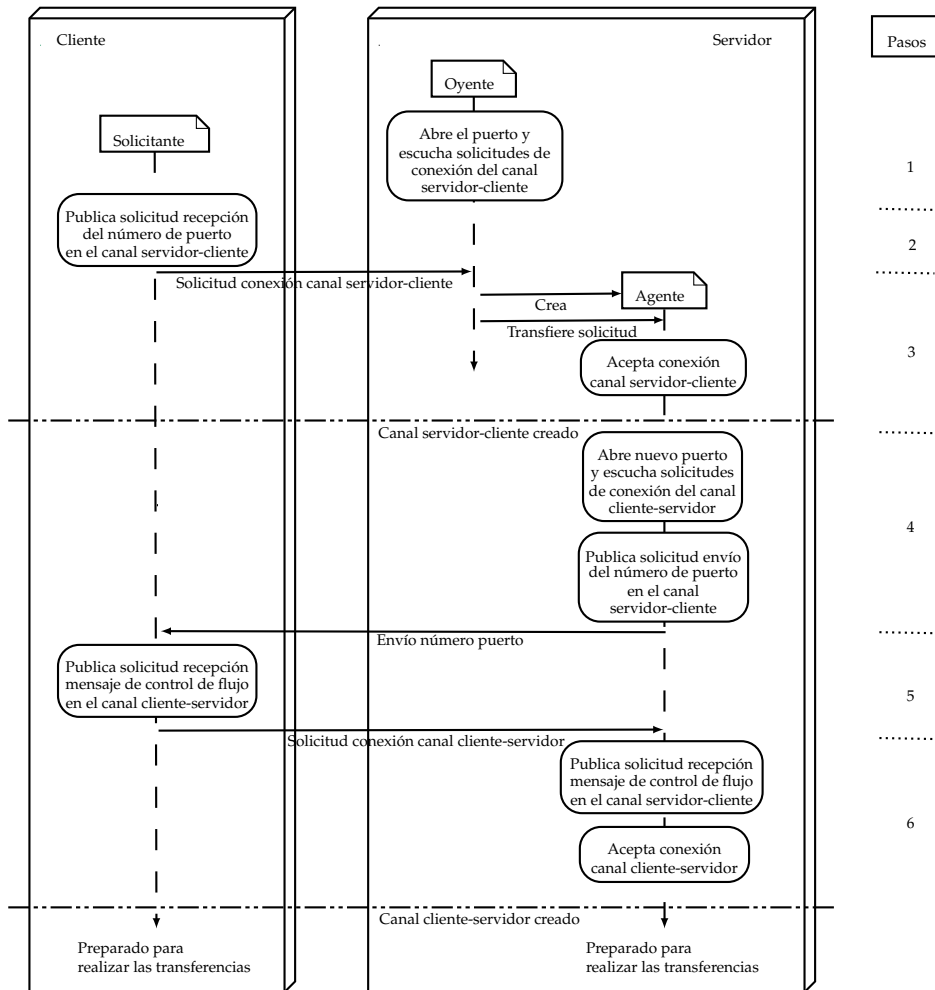 Cliente
Servidor
Pasos
Oyente
Solicitante
Abre el puerto y
escucha solicitudes de
conexión del canal
servidor-cliente
1
Publica solicitud recepción
del número de puerto
en el canal servidor-cliente
2
Solicitud conexión canal servidor-cliente
Crea
Agente
Transfiere solicitud
Acepta conexión
canal servidor-cliente
3
Canal servidor-cliente creado
Abre nuevo puerto
y escucha solicitudes
de conexión del canal
cliente-servidor
4
Publica solicitud envío
del número de puerto
en el canal
servidor-cliente
Envío número puerto
Publica solicitud recepción
mensaje de control de flujo
en el canal cliente-servidor
5
Solicitud conexión canal cliente-servidor
Publica solicitud recepción
mensaje de control de flujo
en el canal servidor-cliente
6
Acepta conexión
canal cliente-servidor
Canal cliente-servidor creado
Preparado para
realizar las transferencias
Preparado para
realizar las transferencias